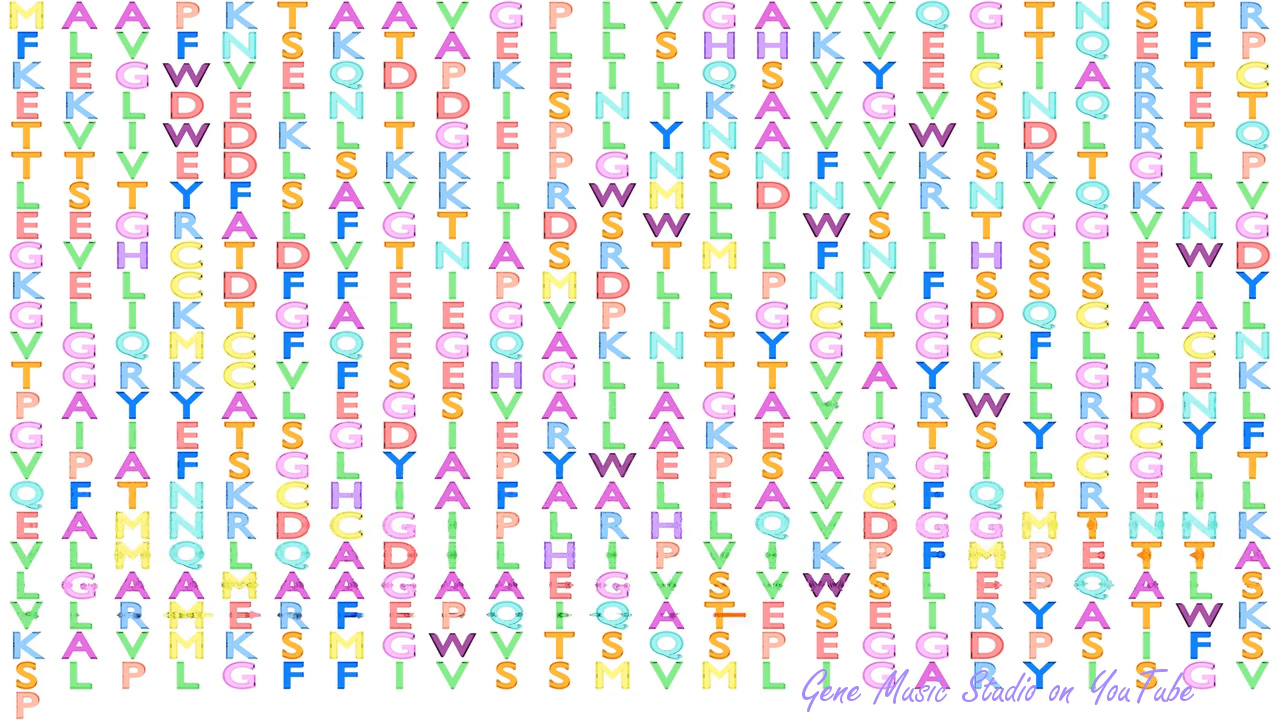 M A A P K T A A V G P L V G A V V Q G T N S T R
F L V F N S K T A E L L S H H K V E L T Q E F P
K E G W V E Q D P K E I L Q S V Y E C I A R T C
E K L D E L N I D I S N I K A V G V S N Q R E T
T V I W D K L T G E P L Y N A V V W L D L R T Q
T T V E D L S K K I P G N S N F V K S K T G L P
L S T Y F S A V K L R W M L D N V R N V Q K A V
E E G R A L F G T I D S W L I W S L T G G V N G
G V H C T D V T N A S R T M L F N I H S L E W D
K E L C D F F E I P M D L L P N V F S S S E I Y
G L I K T G A L E G V P I S G C L G D Q C A A L
V G Q M C F Q E G Q A K N T Y G T G C F L L C N
T G R K C V F S E H G L L T T V A Y K L G R E K
P A Y Y A L E G S V A I A G A V I R W L R D N L
G I I E T S G D I E R L A K E V G T S Y G C Y F
V P A F S G L Y A P Y W E P S A R G I L C G L T
Q F T N K C H I A F A A L E A V C F Q T R E I L
E A M N R D C G I P L R H L Q V D G G M T N N K
V L M Q L Q A D I L H I P V I K P F M P E T T A
L G A A M A A G A A E G V S V W S L E P Q A L S
V L R M E R F E P Q I Q A T E S E I R Y A T W K
K A V M K S M G W V T S Q S P E G G D P S I F S
S L P L G F F I V S S M V M L I G A R Y I S G V
P
Gene Music Studio on YouTube